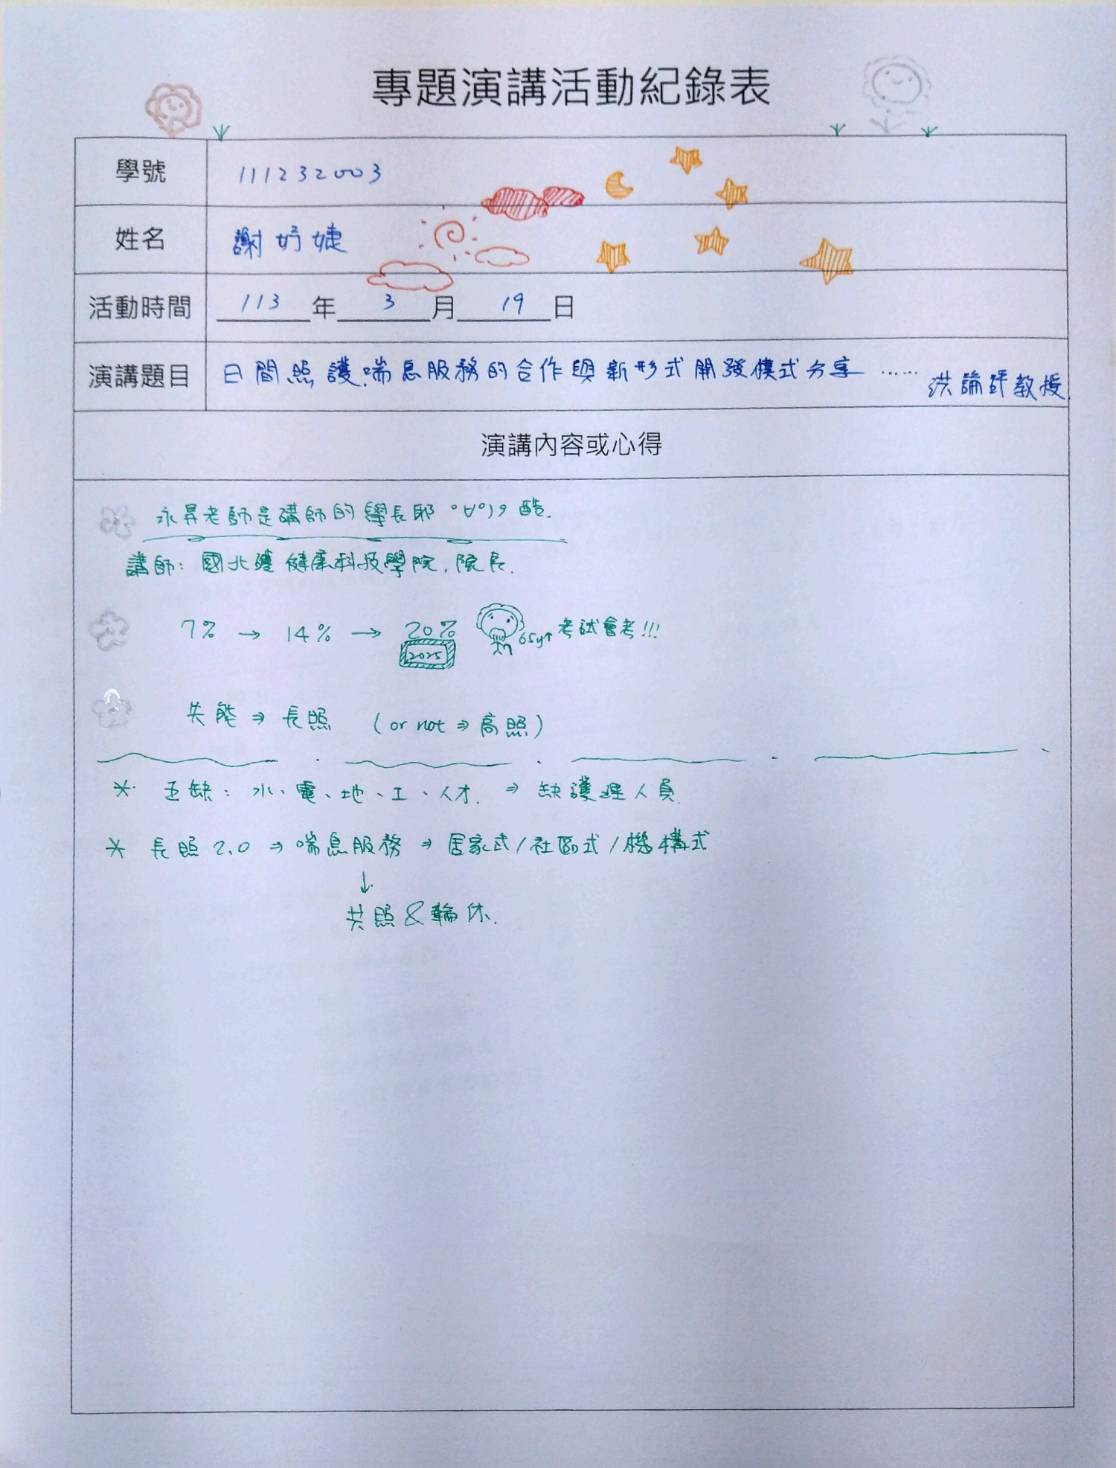 專題演講活動紀錄表
學號 111232003
姓名 謝妤婕
活動時間 113 年 3 月 19 日
演講題目 日間照護喘息服務的合作與新形式開發模式分享 ……
洪論評教授
演講內容或心得
永昇老師是講師的學長耶 °∀°)ﾉ 酷.
講師: 國北護 健康科技學院, 院長.
7% → 14% → 20% 65y↑ 考試會考!!!
2025
失能 ⇒ 長照 (or not ⇒ 高照)
* 五缺: 水、電、地、工、人才. ⇒ 缺護理人員.
* 長照 2.0 ⇒ 喘息服務 ⇒ 居家式/社區式/機構式
↓
共照 & 輪休.